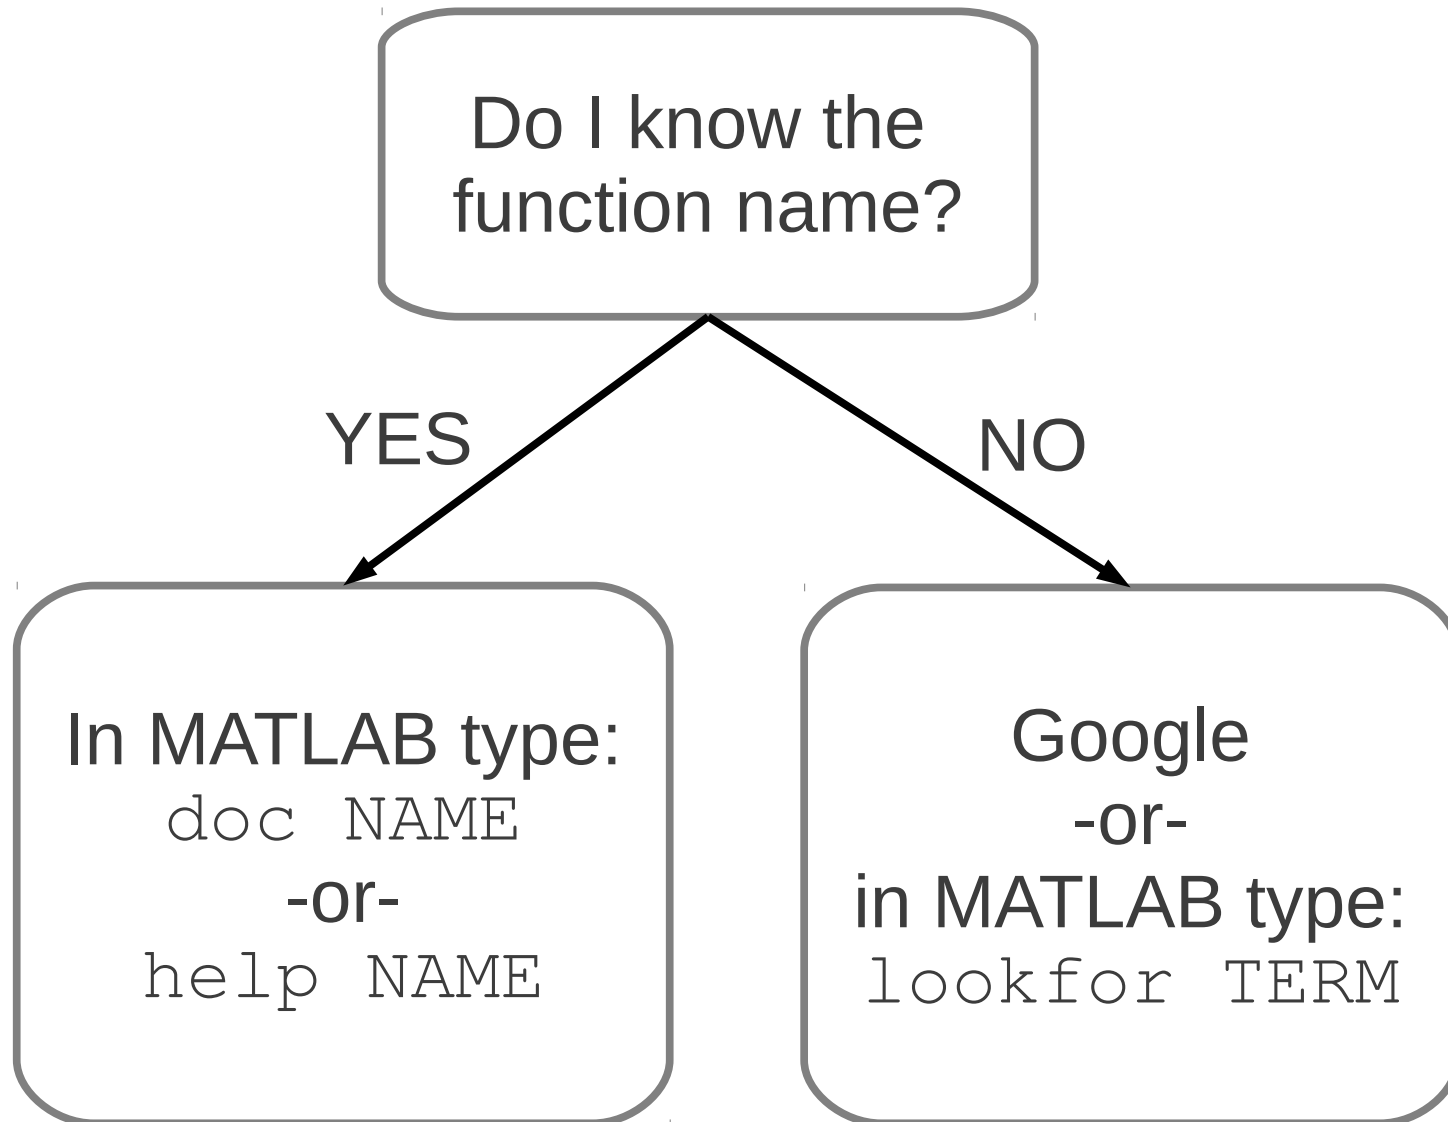 Do I know the
function name?
YES
NO
In MATLAB type:
doc NAME
-or-
help NAME
Google
-or-
in MATLAB type:
lookfor TERM